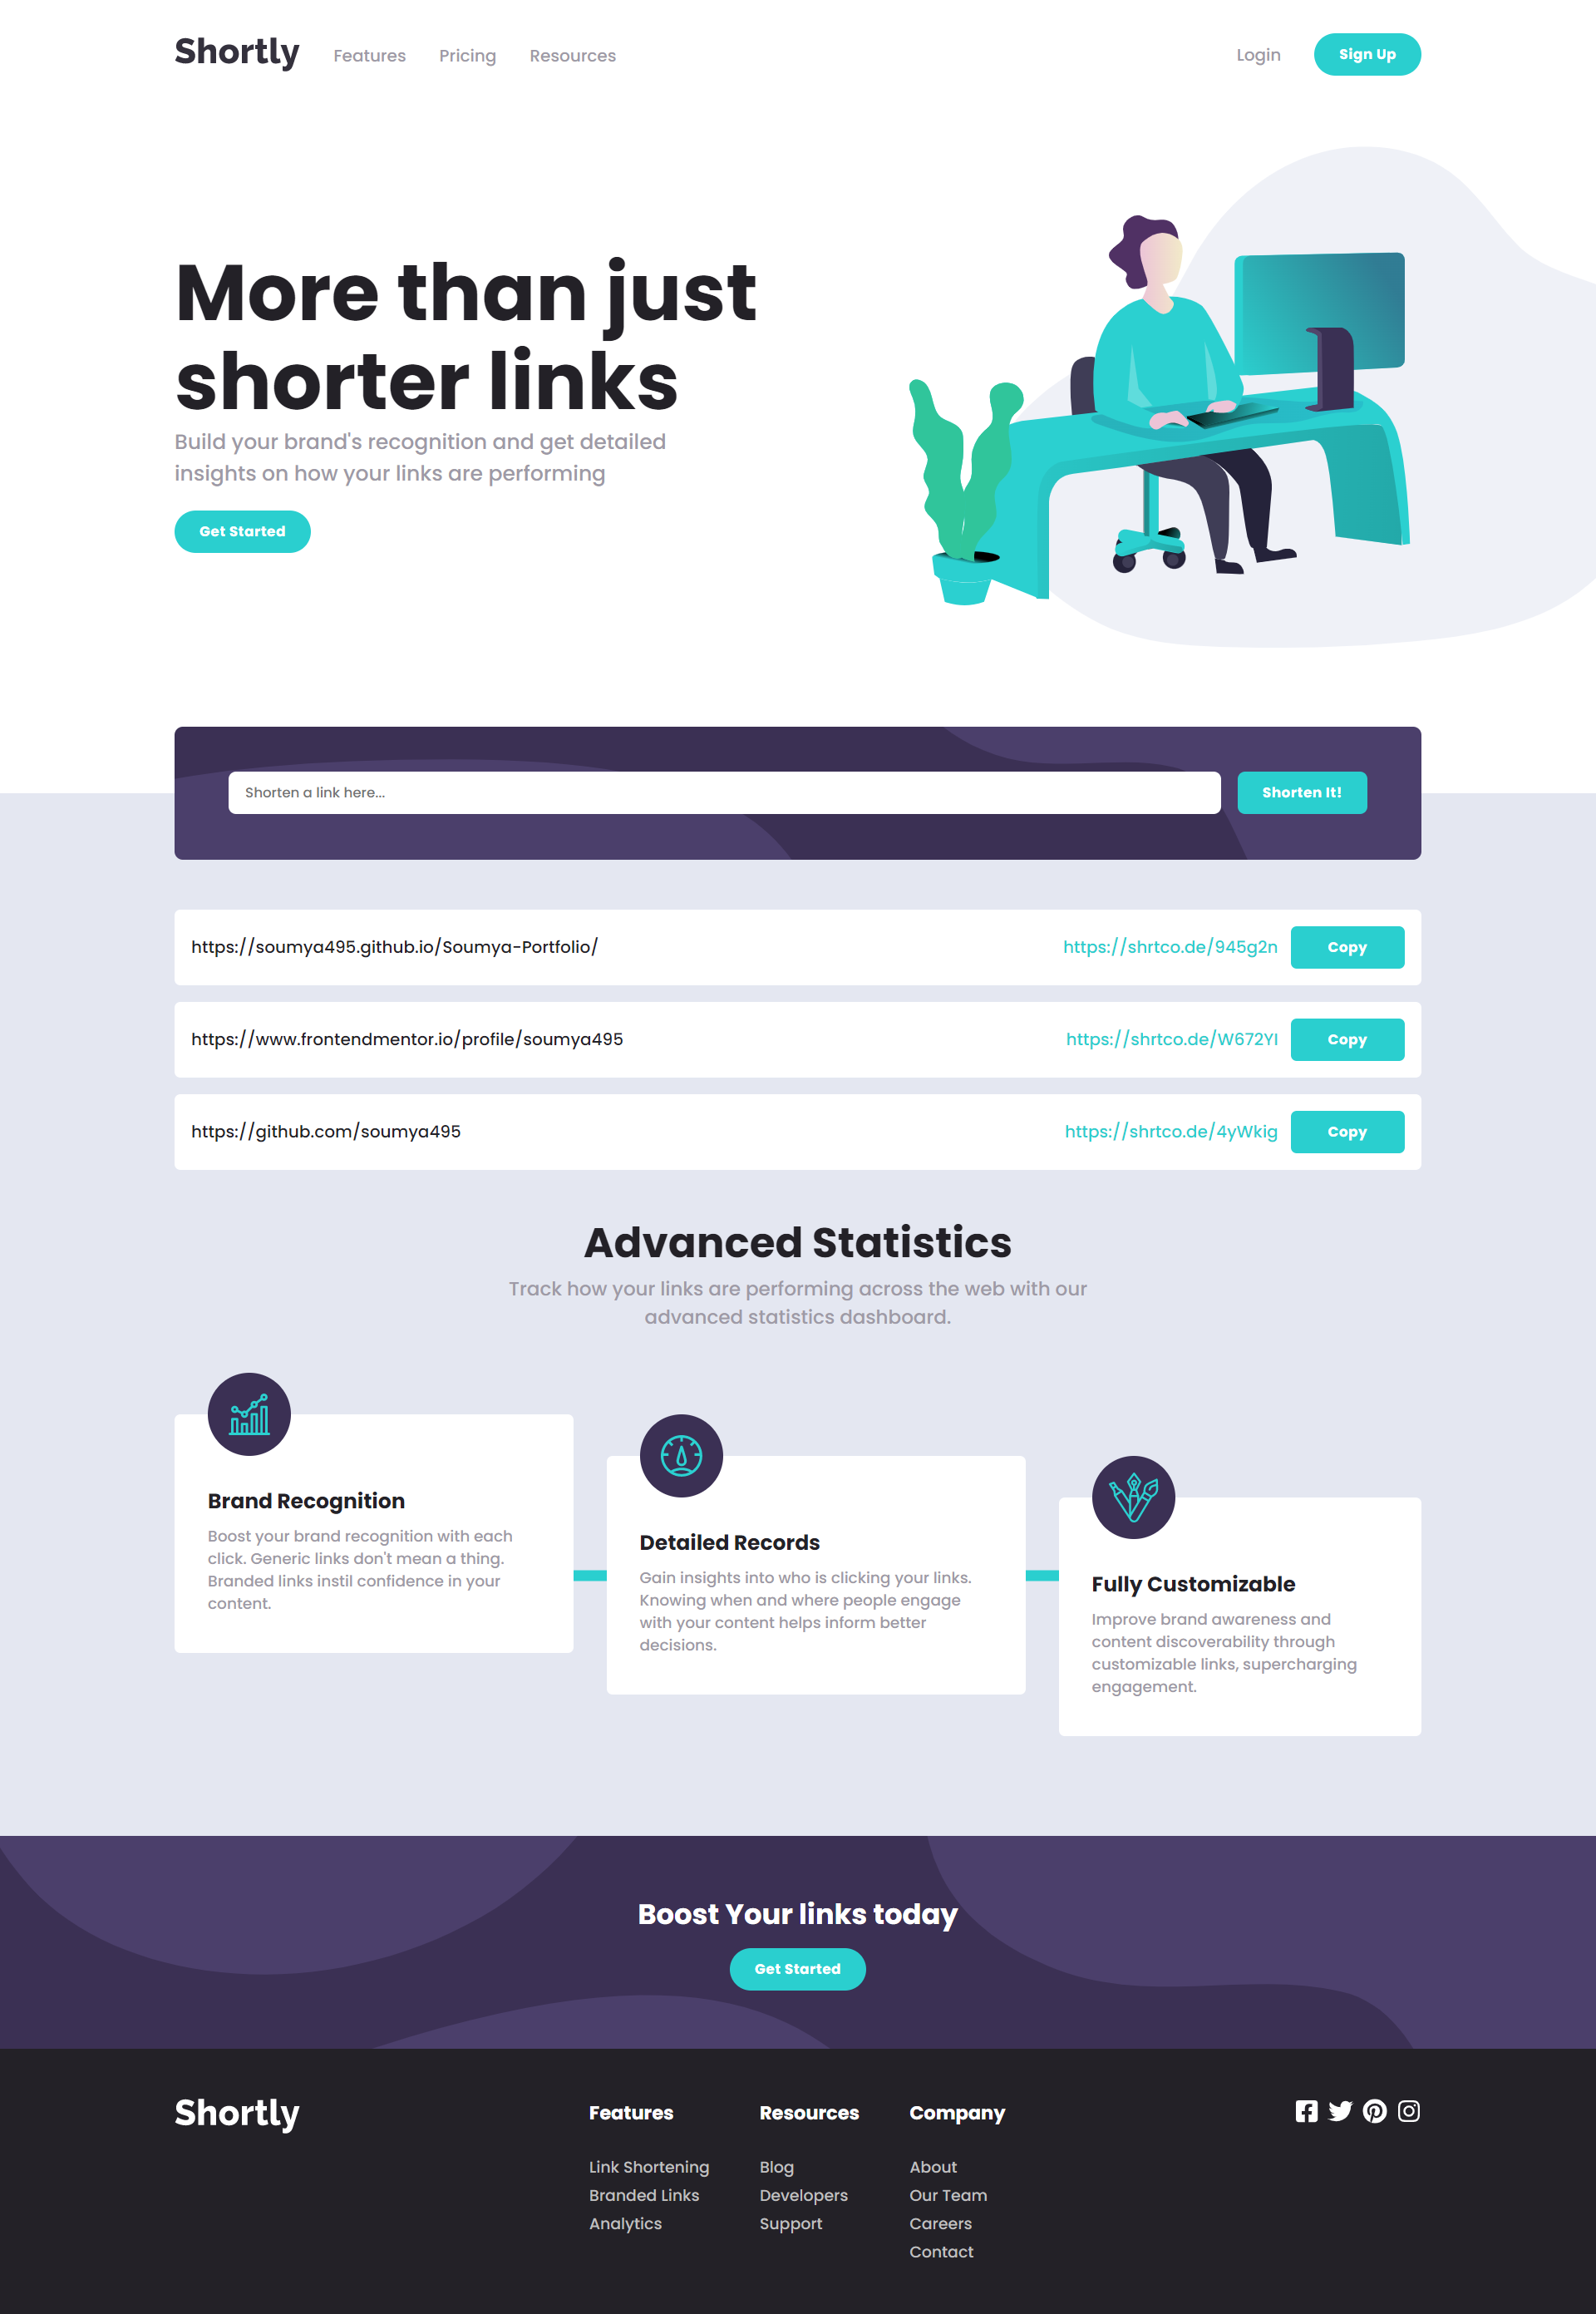 Shortly
Features
Pricing
Resources
Login
Sign Up
More than just
shorter links
Build your brand's recognition and get detailed
insights on how your links are performing
Get Started
Shorten a link here...
Shorten It!
https://soumya495.github.io/Soumya-Portfolio/
https://shrtco.de/945g2n
Copy
https://www.frontendmentor.io/profile/soumya495
https://shrtco.de/W672YI
Copy
https://github.com/soumya495
https://shrtco.de/4yWkig
Copy
Advanced Statistics
Track how your links are performing across the web with our
advanced statistics dashboard.
Brand Recognition
Boost your brand recognition with each
click. Generic links don't mean a thing.
Branded links instil confidence in your
content.
Detailed Records
Gain insights into who is clicking your links.
Knowing when and where people engage
with your content helps inform better
decisions.
Fully Customizable
Improve brand awareness and
content discoverability through
customizable links, supercharging
engagement.
Boost Your links today
Get Started
Shortly
Features
Link Shortening
Branded Links
Analytics
Resources
Blog
Developers
Support
Company
About
Our Team
Careers
Contact